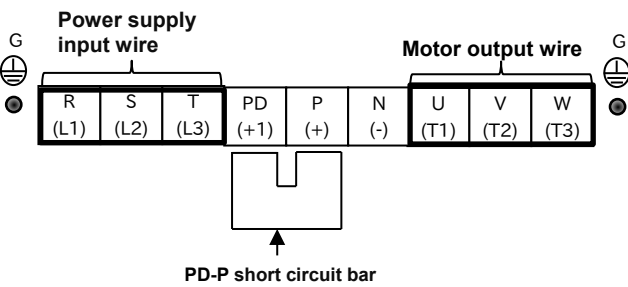 Power supply
input wire
Motor output wire
G
G
R S T PD P N U V W
(L1) (L2) (L3) (+1) (+) (-) (T1) (T2) (T3)
PD-P short circuit bar